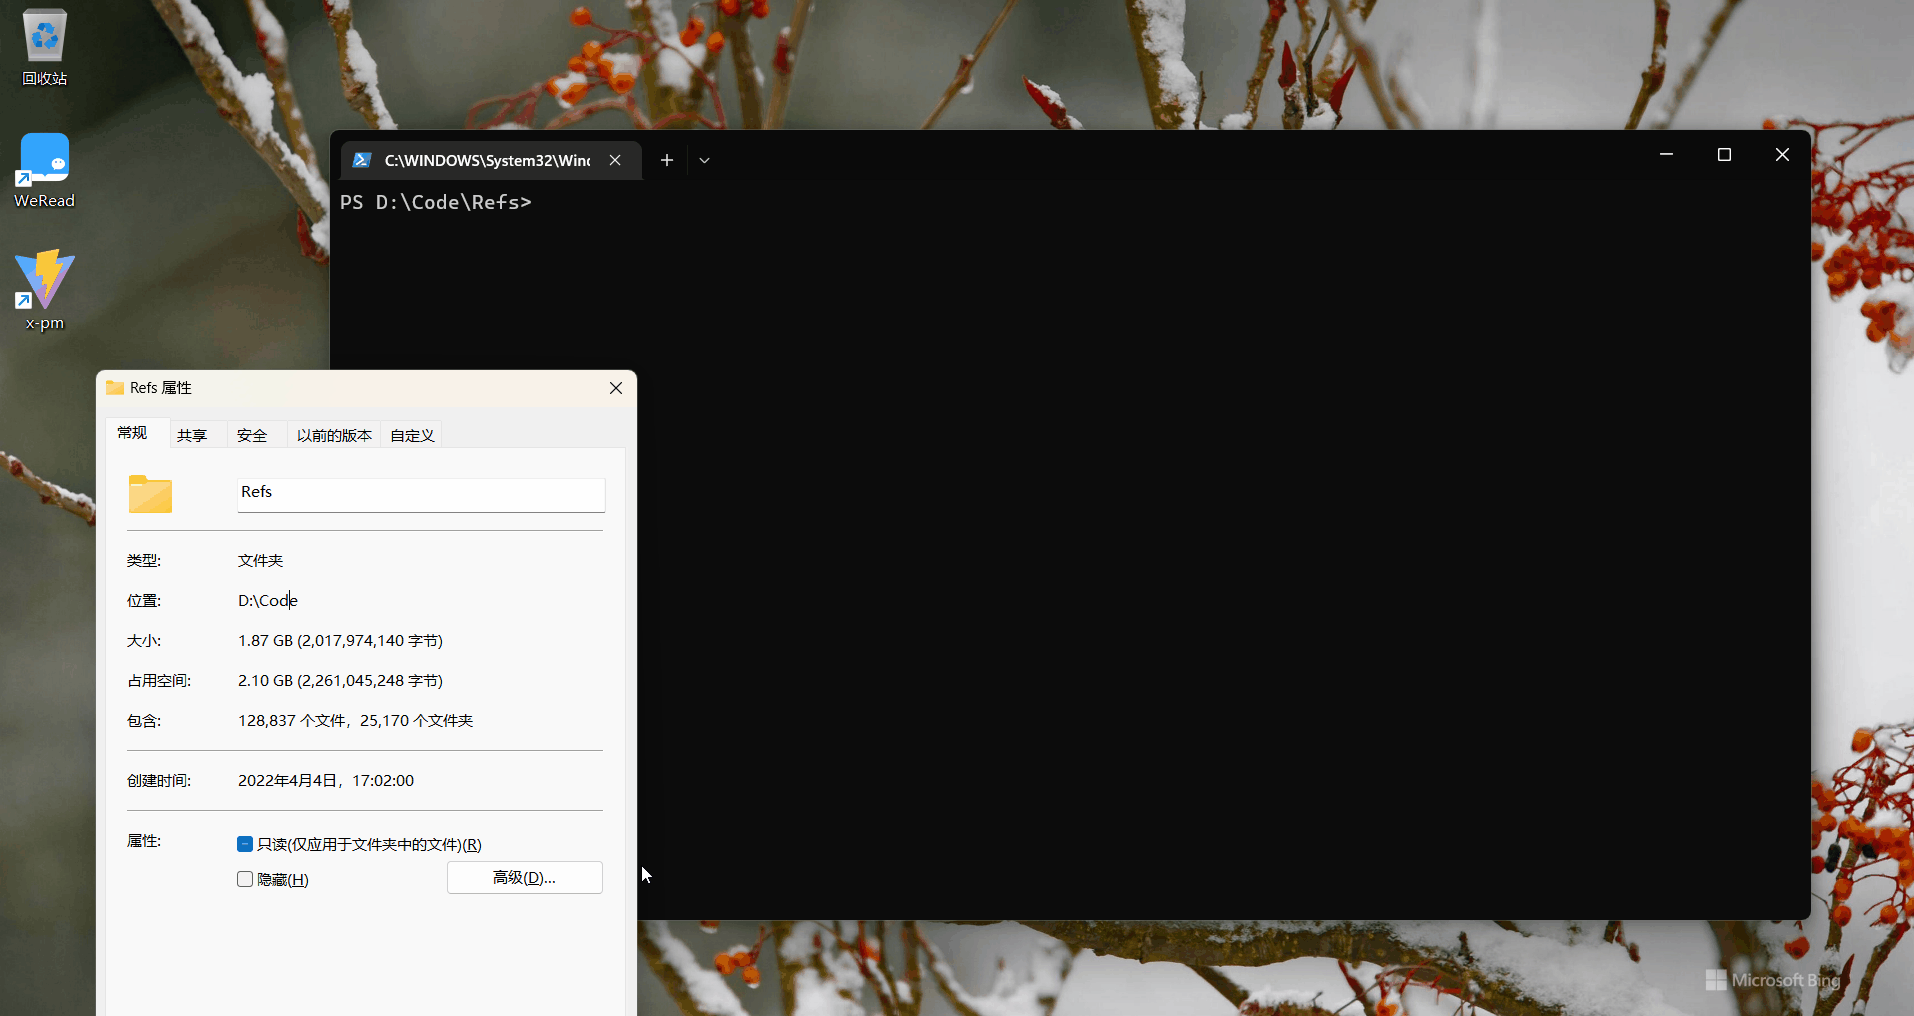 回收站
WeRead
x-pm
C:\WINDOWS\System32\Win
PS D:\Code\Refs>
Refs 属性
常规 共享 安全 以前的版本 自定义
Refs
类型: 文件夹
位置: D:\Code
大小: 1.87 GB (2,017,974,140 字节)
占用空间: 2.10 GB (2,261,045,248 字节)
包含: 128,837 个文件，25,170 个文件夹
创建时间: 2022年4月4日，17:02:00
属性: 只读(仅应用于文件夹中的文件)(R)
隐藏(H) 高级(D)...
Microsoft Bing